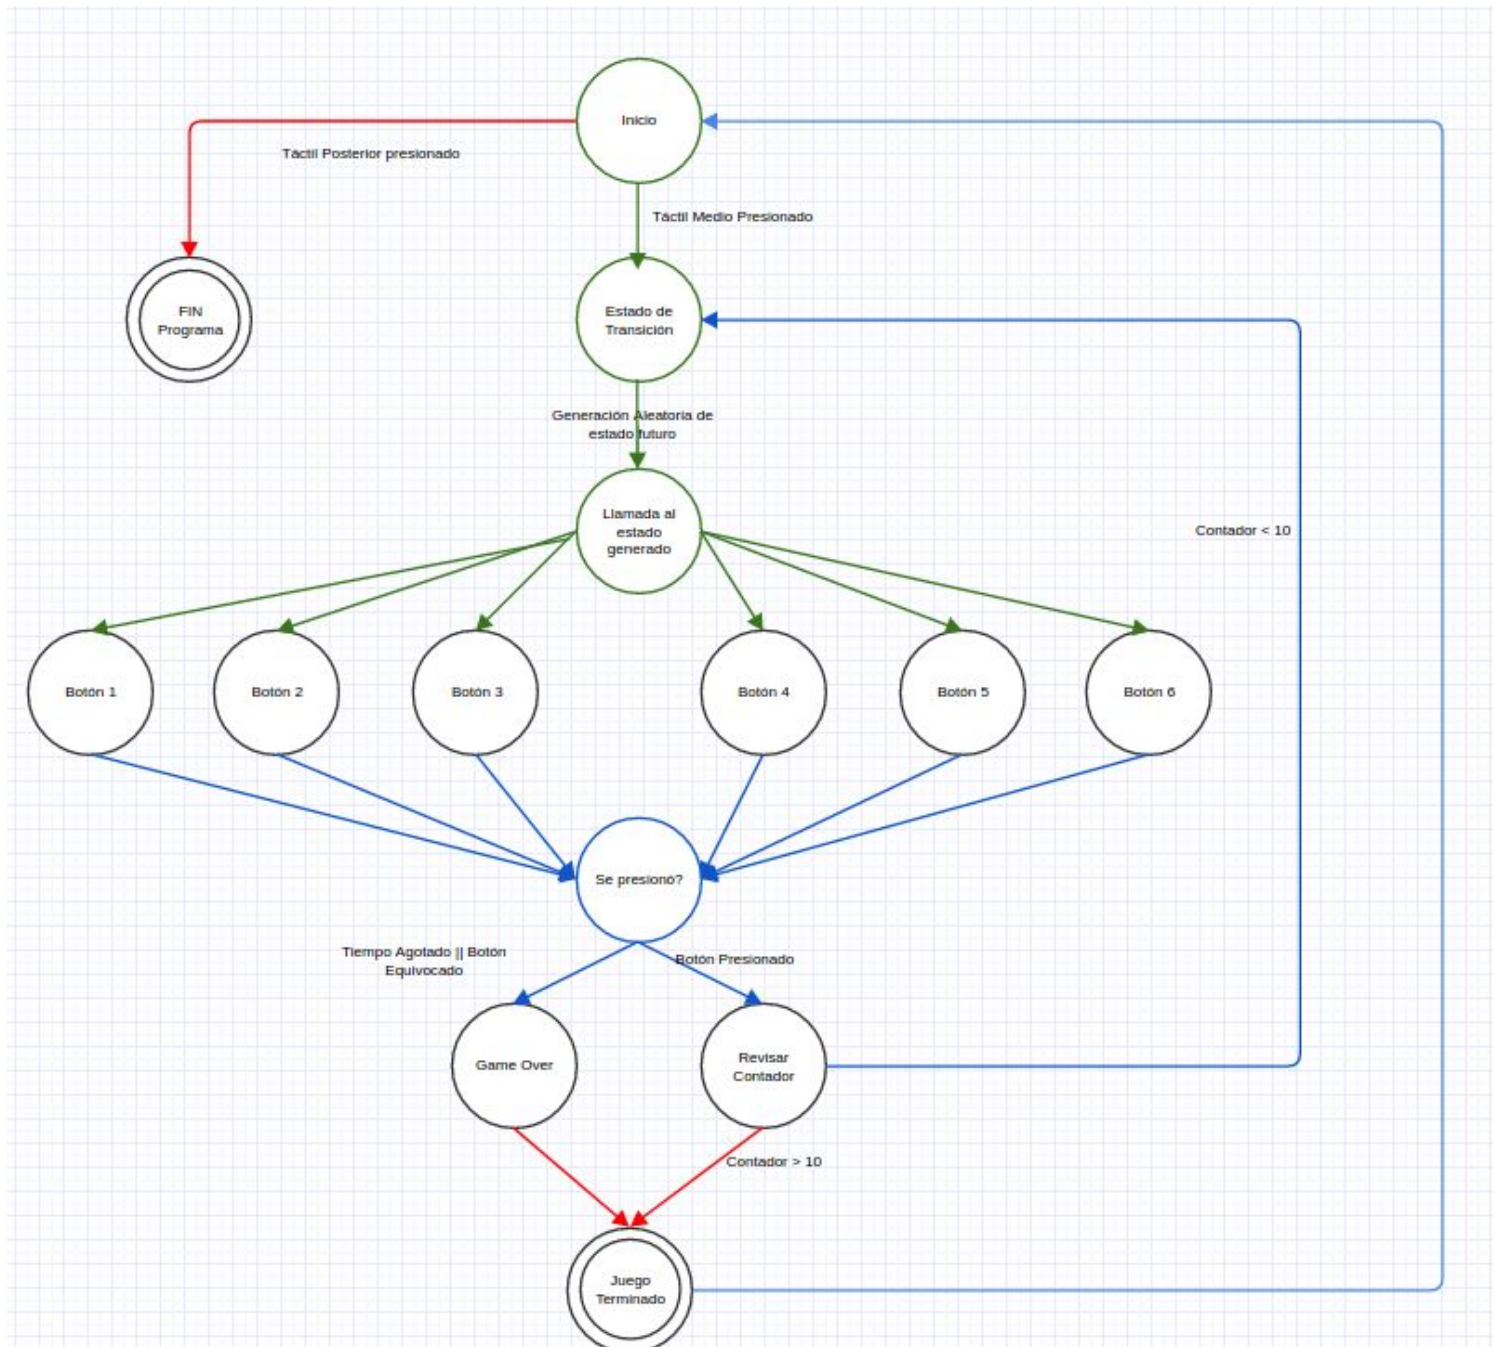 Inicio
Táctil Posterior presionado
Táctil Medio Presionado
FIN
Programa
Estado de
Transición
Generación Aleatoria de
estado futuro
Llamada al
estado
generado
Contador < 10
Botón 1
Botón 2
Botón 3
Botón 4
Botón 5
Botón 6
Se presionó?
Tiempo Agotado || Botón
Equivocado
Botón Presionado
Game Over
Revisar
Contador
Contador > 10
Juego
Terminado